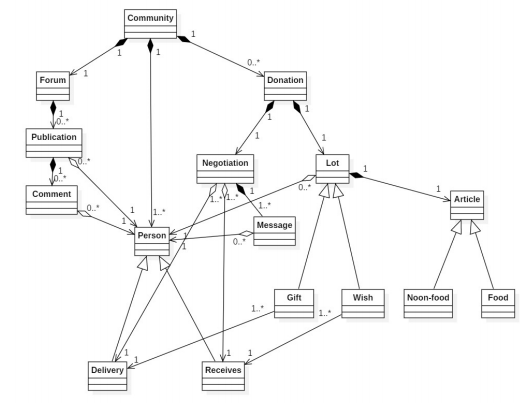 Community
1
1
1
0..*
Forum
1
Donation
1
0..*
1
1
Publication
1
1
0..*
1
0..*
Negotiation
Lot
1
Comment
0..*
1
1..*
1..*
1
1..*
0..*
1
Article
1..*
Person
1
1
1
0..*
Message
Gift
Wish
Noon-food
Food
1..*
1..*
1
1
1
1
Delivery
Receives